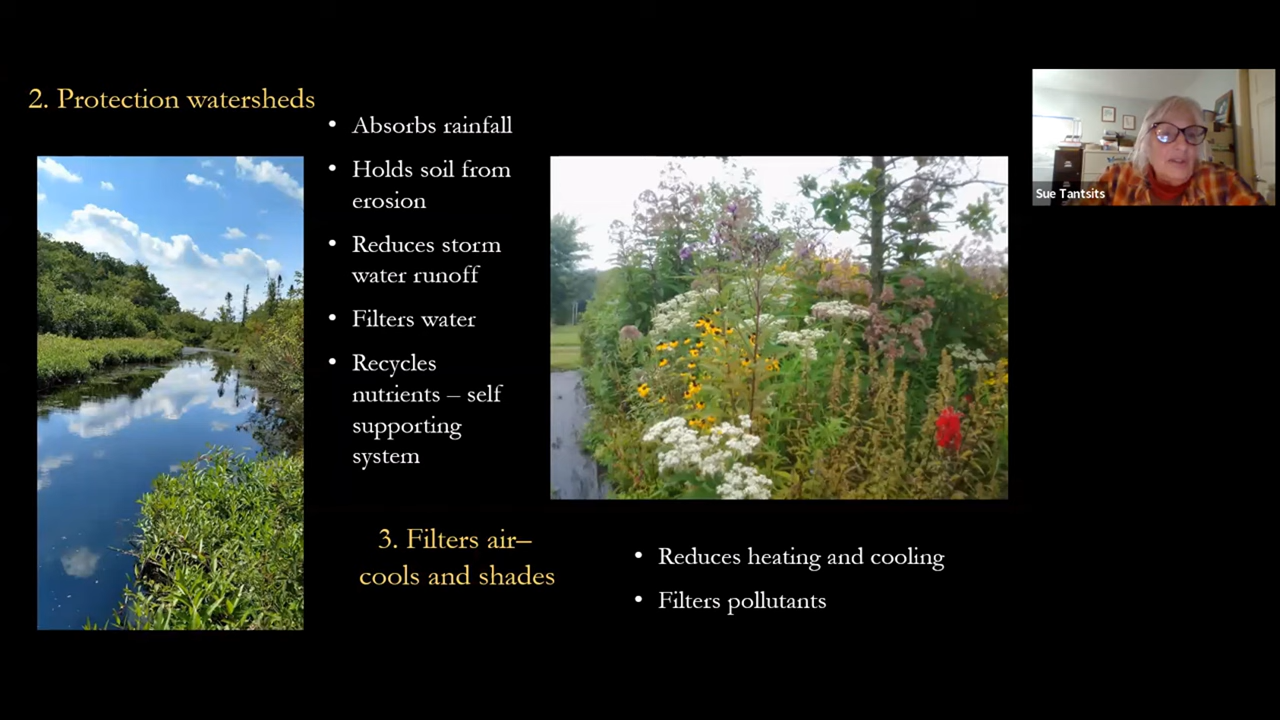 2. Protection watersheds
• Absorbs rainfall
• Holds soil from
erosion
• Reduces storm
water runoff
• Filters water
• Recycles
nutrients – self
supporting
system
3. Filters air–
cools and shades
• Reduces heating and cooling
• Filters pollutants
Sue Tantsits